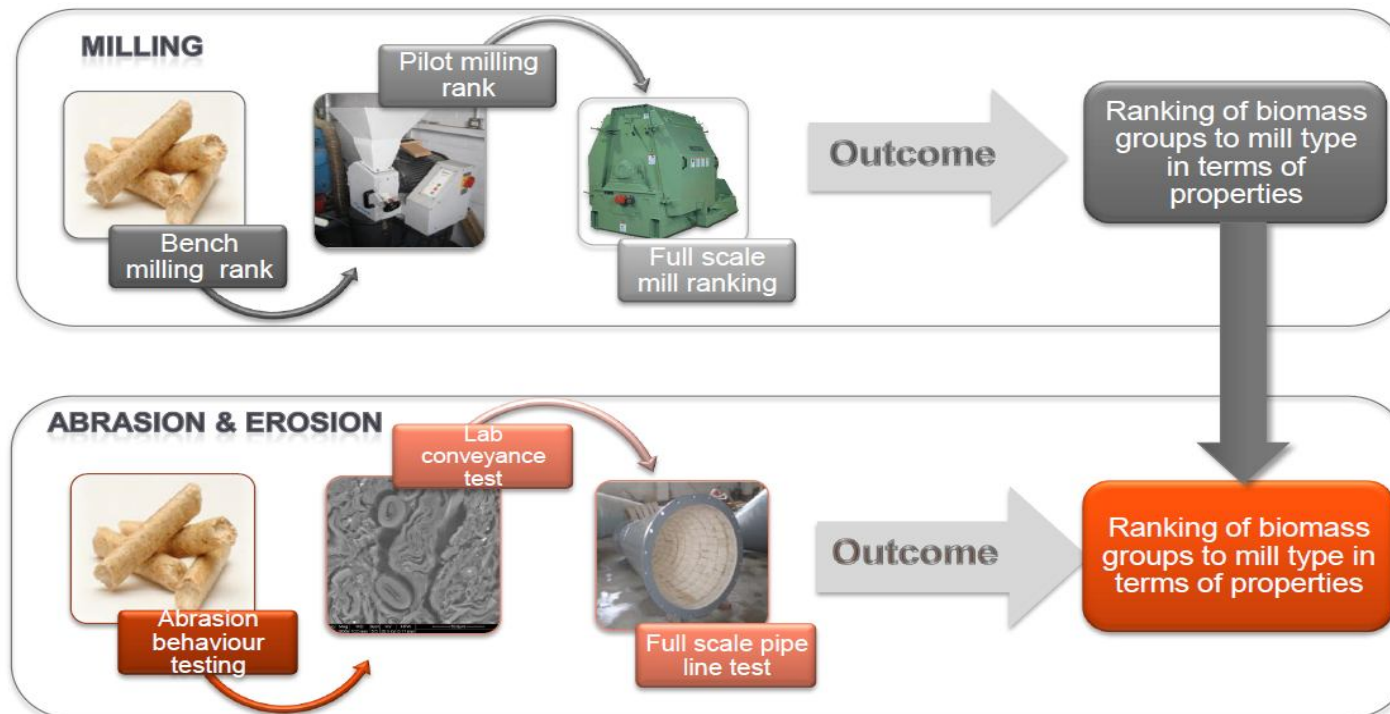 MILLING
Pilot milling
rank
Bench
milling rank
Full scale
mill ranking
Outcome
Ranking of biomass
groups to mill type
in terms of
properties
ABRASION & EROSION
Lab
conveyance
test
Abrasion
behaviour
testing
Full scale pipe
line test
Outcome
Ranking of biomass
groups to mill type in
terms of properties